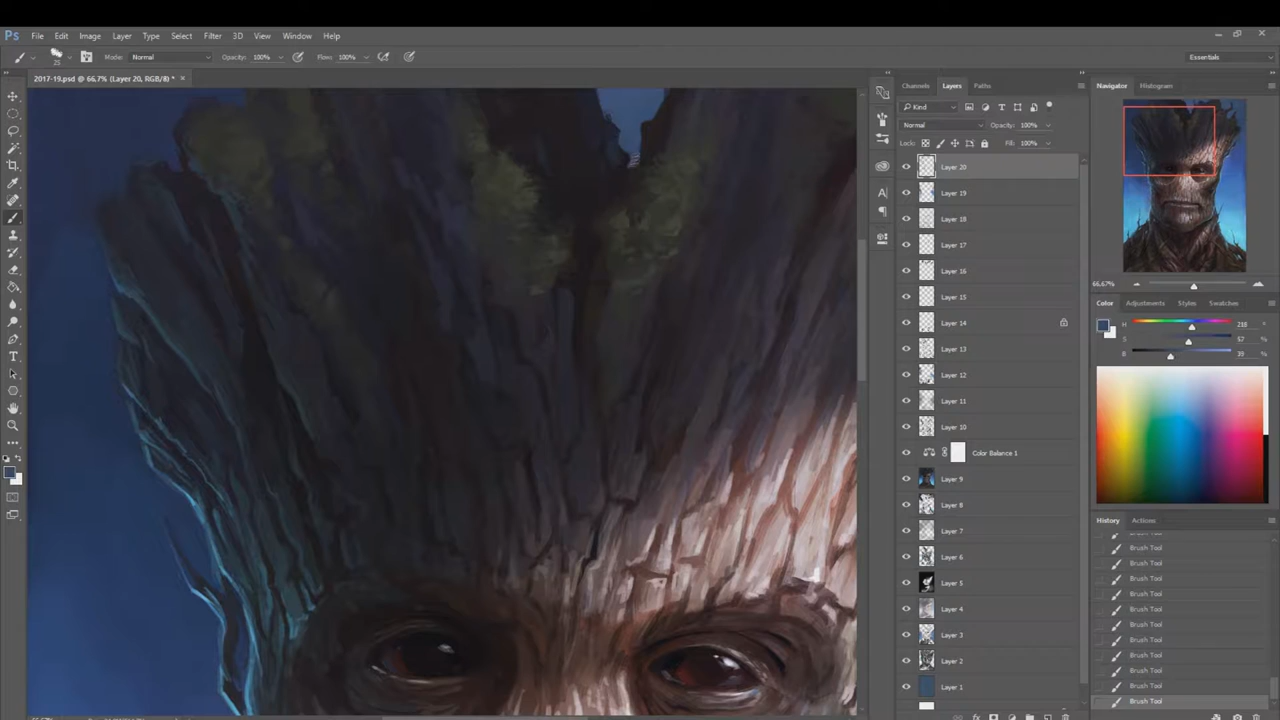 Ps File Edit Image Layer Type Select Filter 3D View Window Help
25 Mode: Normal Opacity: 100% Flow: 100% Essentials
2017-19.psd @ 66,7% (Layer 20, RGB/8) * ×
Channels Layers Paths
Kind
Normal Opacity: 100%
Lock: Fill: 100%
Layer 20
Layer 19
Layer 18
Layer 17
Layer 16
Layer 15
Layer 14
Layer 13
Layer 12
Layer 11
Layer 10
Color Balance 1
Layer 9
Layer 8
Layer 7
Layer 6
Layer 5
Layer 4
Layer 3
Layer 2
Layer 1
Navigator Histogram
66,67%
Color Adjustments Styles Swatches
H 218 °
S %
B 39 %
History Actions
Brush Tool
Brush Tool
Brush Tool
Brush Tool
Brush Tool
Brush Tool
Brush Tool
Brush Tool
Brush Tool
Brush Tool
Brush Tool